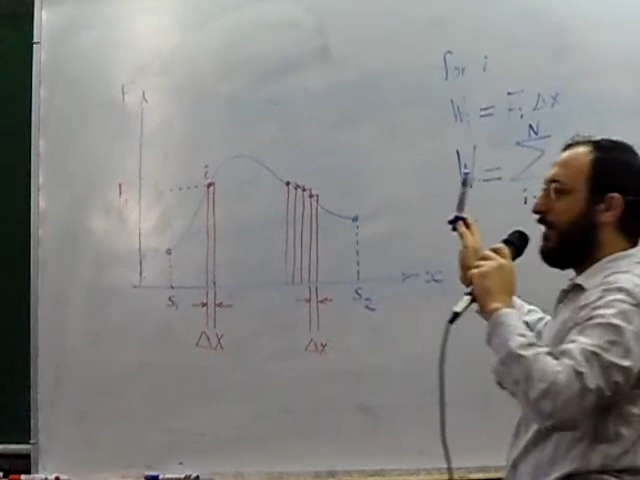 for i
Wᵢ = Fᵢ Δx
N
W = Σ
i
F
i
Fᵢ
x
S₁
S₂
Δx
Δx